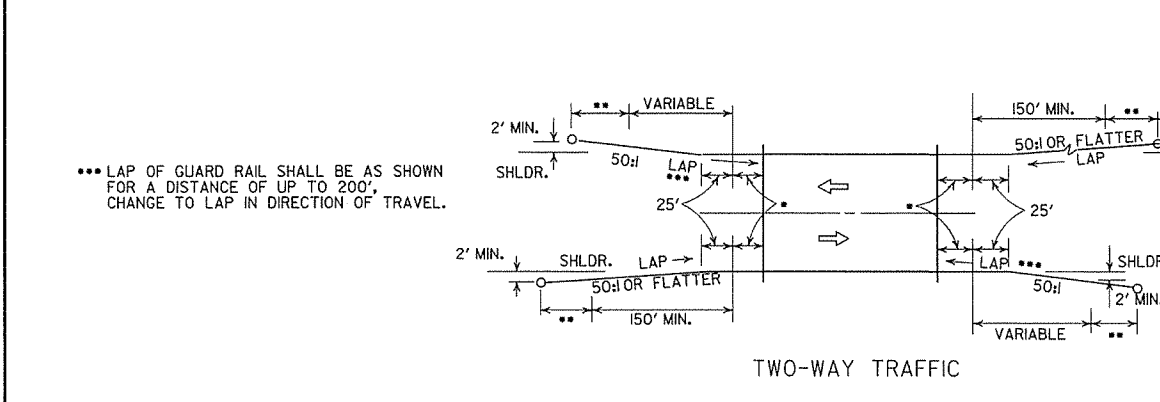 *** LAP OF GUARD RAIL SHALL BE AS SHOWN
FOR A DISTANCE OF UP TO 200',
CHANGE TO LAP IN DIRECTION OF TRAVEL.
** VARIABLE
2' MIN.
50:1
SHLDR.
LAP
***
25'
*
150' MIN. **
50:1 OR FLATTER
LAP
*
25'
2' MIN. SHLDR.
LAP
50:1 OR FLATTER
** 150' MIN.
LAP ***
SHLDR
50:1
2' MIN.
VARIABLE **
TWO-WAY TRAFFIC